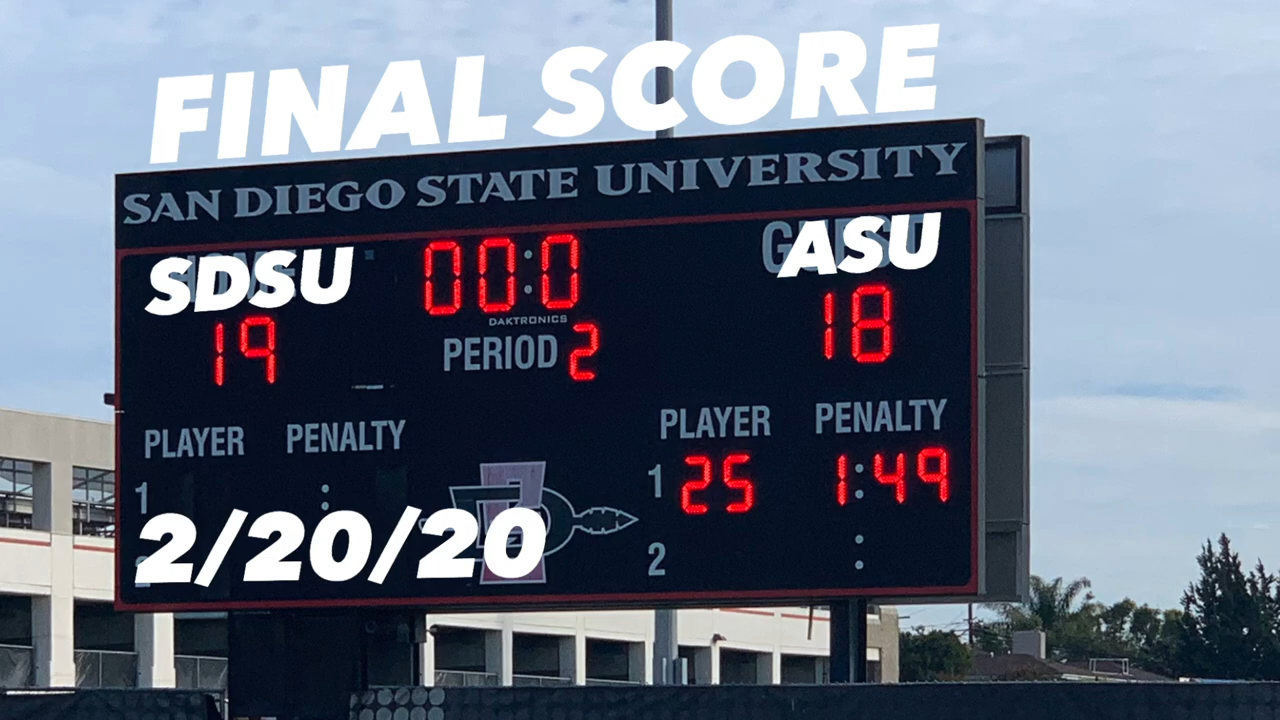 FINAL SCORE
SAN DIEGO STATE UNIVERSITY
SDSU 00:0 ASU
DAKTRONICS
19 PERIOD 2 18
PLAYER PENALTY PLAYER PENALTY
1 : 1 25 1:49
2/20/20 2 :